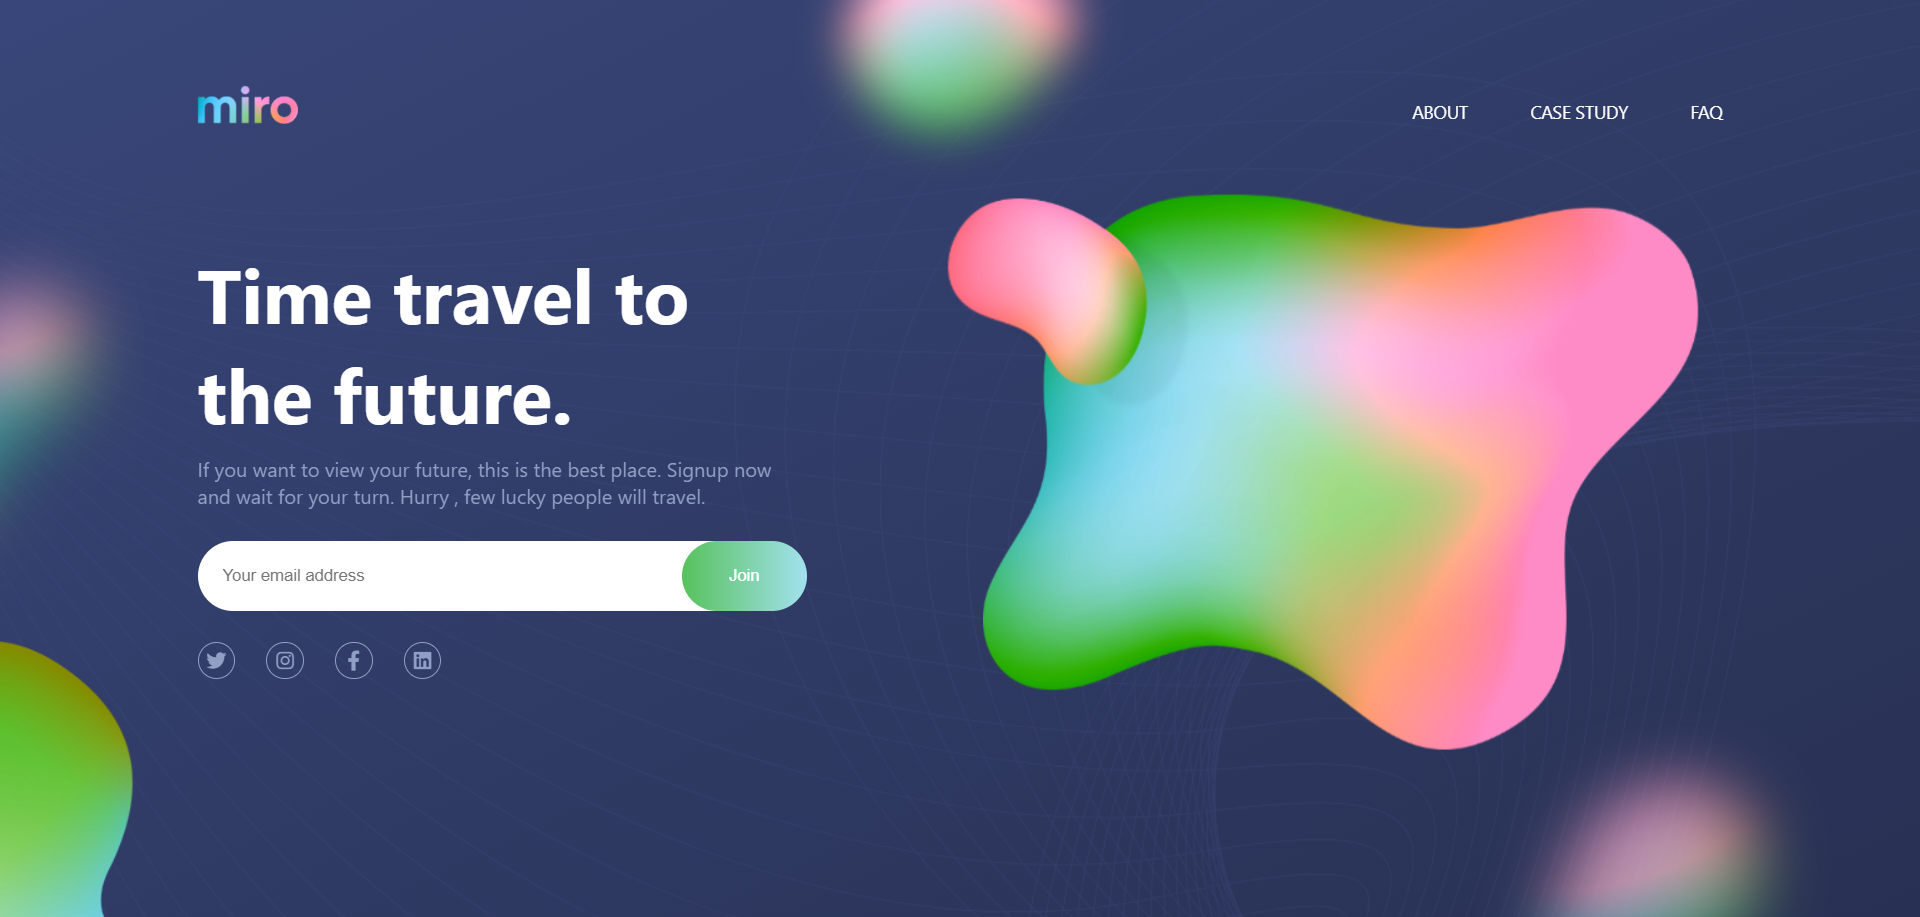 miro
ABOUT
CASE STUDY
FAQ
Time travel to
the future.
If you want to view your future, this is the best place. Signup now
and wait for your turn. Hurry , few lucky people will travel.
Your email address
Join